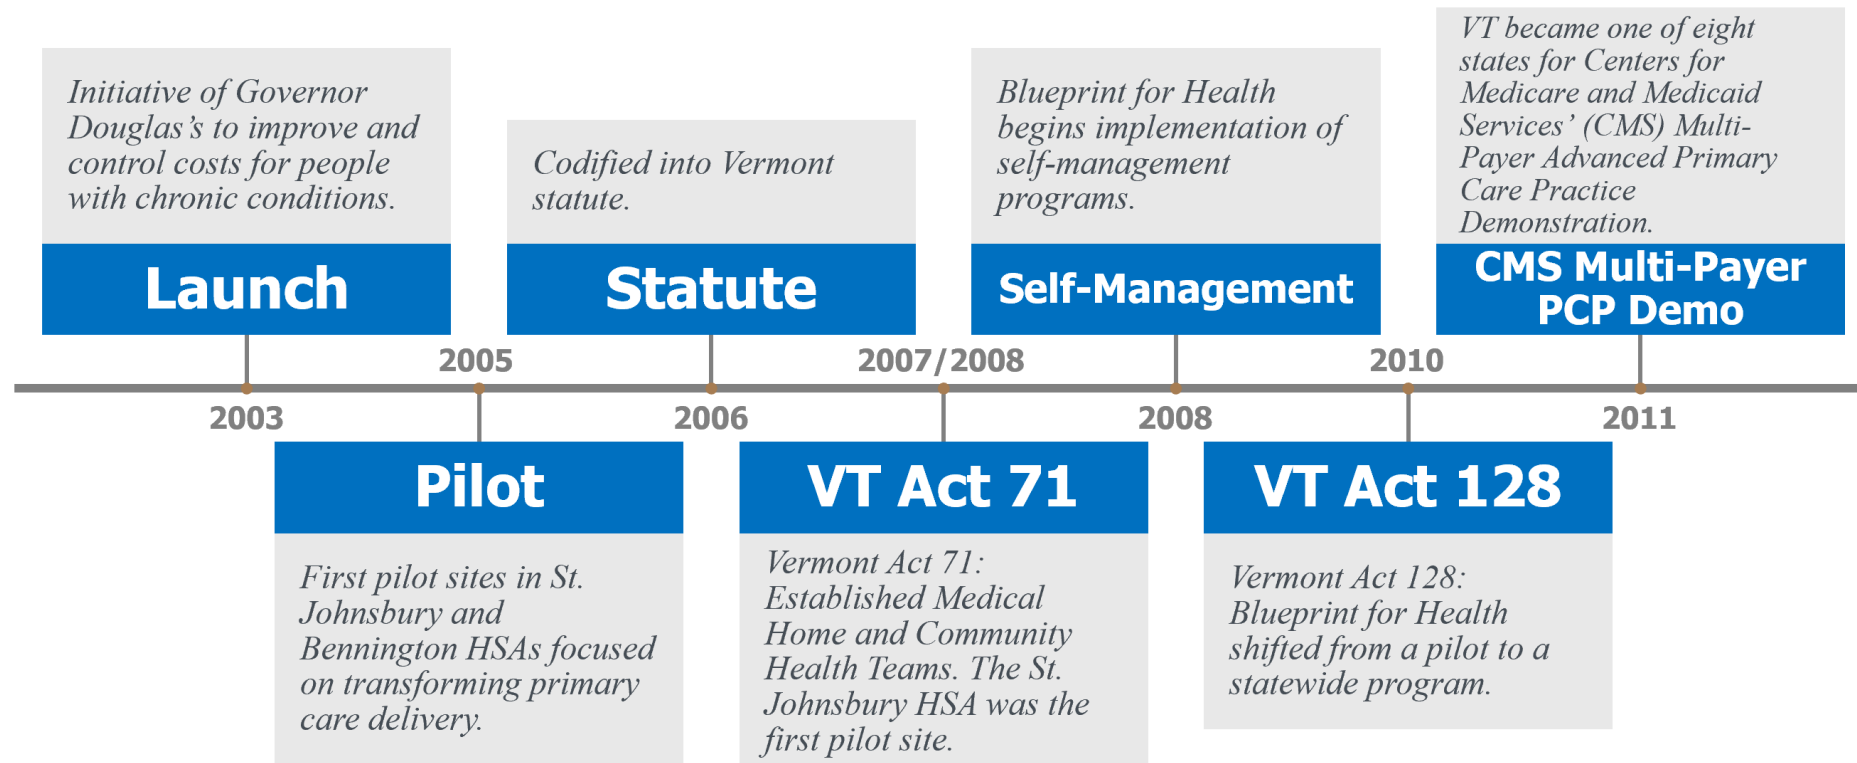 Initiative of Governor
Douglas’s to improve and
control costs for people
with chronic conditions.
Launch
2003
2005
Pilot
First pilot sites in St.
Johnsbury and
Bennington HSAs focused
on transforming primary
care delivery.
Codified into Vermont
statute.
Statute
2006
2007/2008
VT Act 71
Vermont Act 71:
Established Medical
Home and Community
Health Teams. The St.
Johnsbury HSA was the
first pilot site.
Blueprint for Health
begins implementation of
self-management
programs.
Self-Management
2008
2010
VT Act 128
Vermont Act 128:
Blueprint for Health
shifted from a pilot to a
statewide program.
VT became one of eight
states for Centers for
Medicare and Medicaid
Services’ (CMS) Multi-
Payer Advanced Primary
Care Practice
Demonstration.
CMS Multi-Payer
PCP Demo
2011